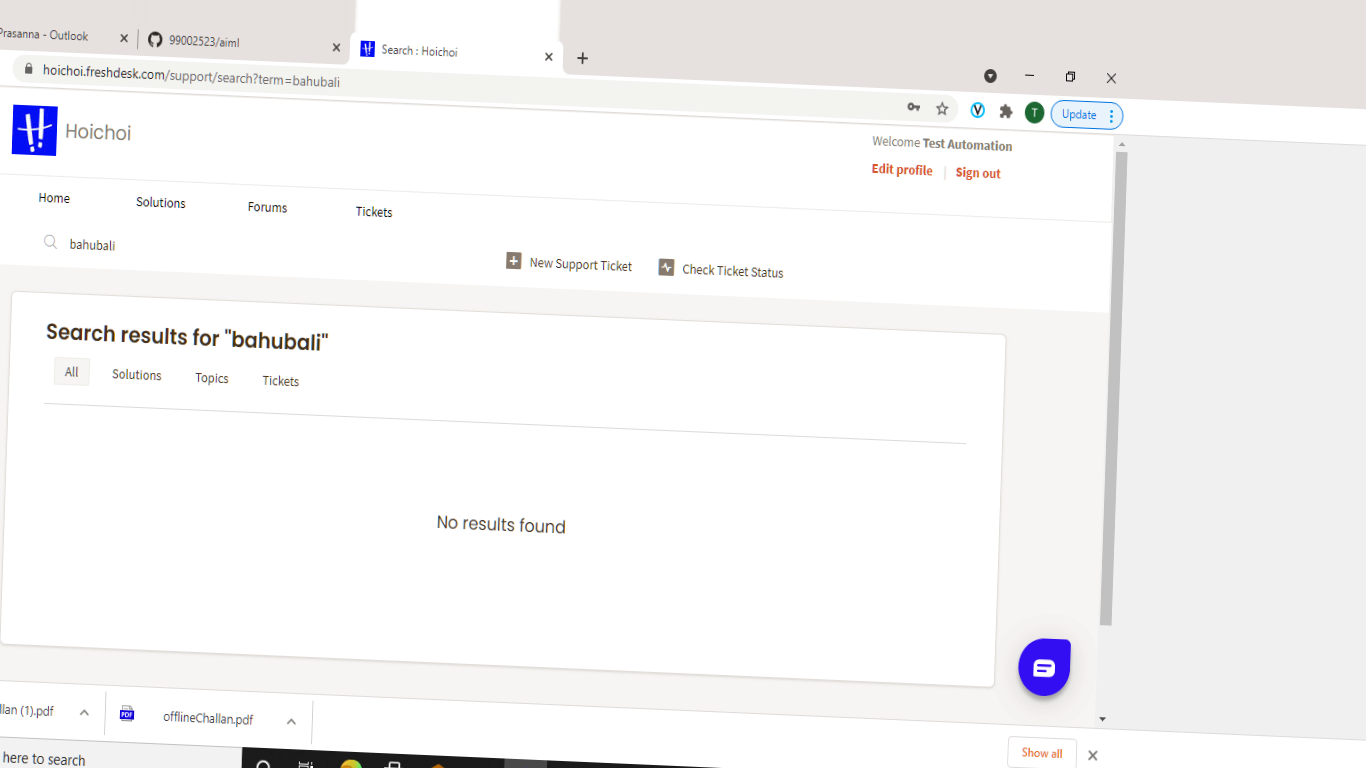 Prasanna - Outlook
99002523/aiml
Search : Hoichoi
hoichoi.freshdesk.com/support/search?term=bahubali
T
Update
Hoichoi
Welcome Test Automation
Edit profile
Sign out
Home
Solutions
Forums
Tickets
bahubali
New Support Ticket
Check Ticket Status
Search results for "bahubali"
All
Solutions
Topics
Tickets
No results found
llan (1).pdf
PDF
offlineChallan.pdf
Show all
here to search